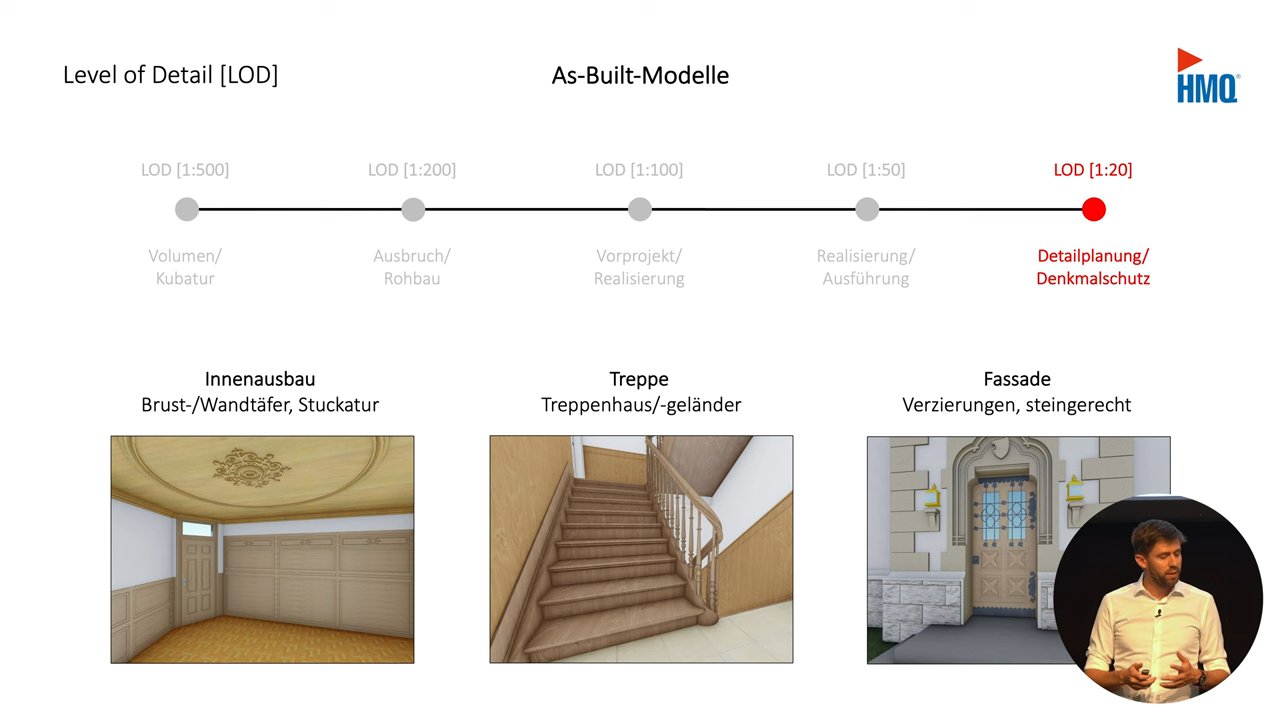 Level of Detail [LOD]
As-Built-Modelle
HMQ®
LOD [1:500]
LOD [1:200]
LOD [1:100]
LOD [1:50]
LOD [1:20]
Volumen/
Kubatur
Ausbruch/
Rohbau
Vorprojekt/
Realisierung
Realisierung/
Ausführung
Detailplanung/
Denkmalschutz
Innenausbau
Brust-/Wandtäfer, Stuckatur
Treppe
Treppenhaus/-geländer
Fassade
Verzierungen, steingerecht